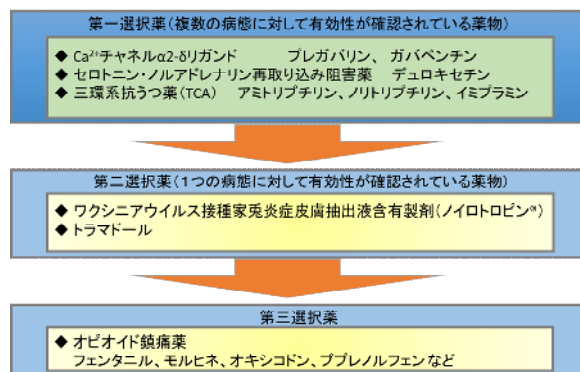 第一選択薬(複数の病態に対して有効性が確認されている薬物)
◆ Ca²⁺チャネルα2-δリガンド プレガバリン、ガバペンチン
◆ セロトニン・ノルアドレナリン再取り込み阻害薬 デュロキセチン
◆ 三環系抗うつ薬(TCA) アミトリプチリン、ノリトリプチリン、イミプラミン
第二選択薬(1つの病態に対して有効性が確認されている薬物)
◆ ワクシニアウイルス接種家兎炎症皮膚抽出液含有製剤(ノイロトロピン®)
◆ トラマドール
第三選択薬
◆ オピオイド鎮痛薬
フェンタニル、モルヒネ、オキシコドン、ブプレノルフェンなど